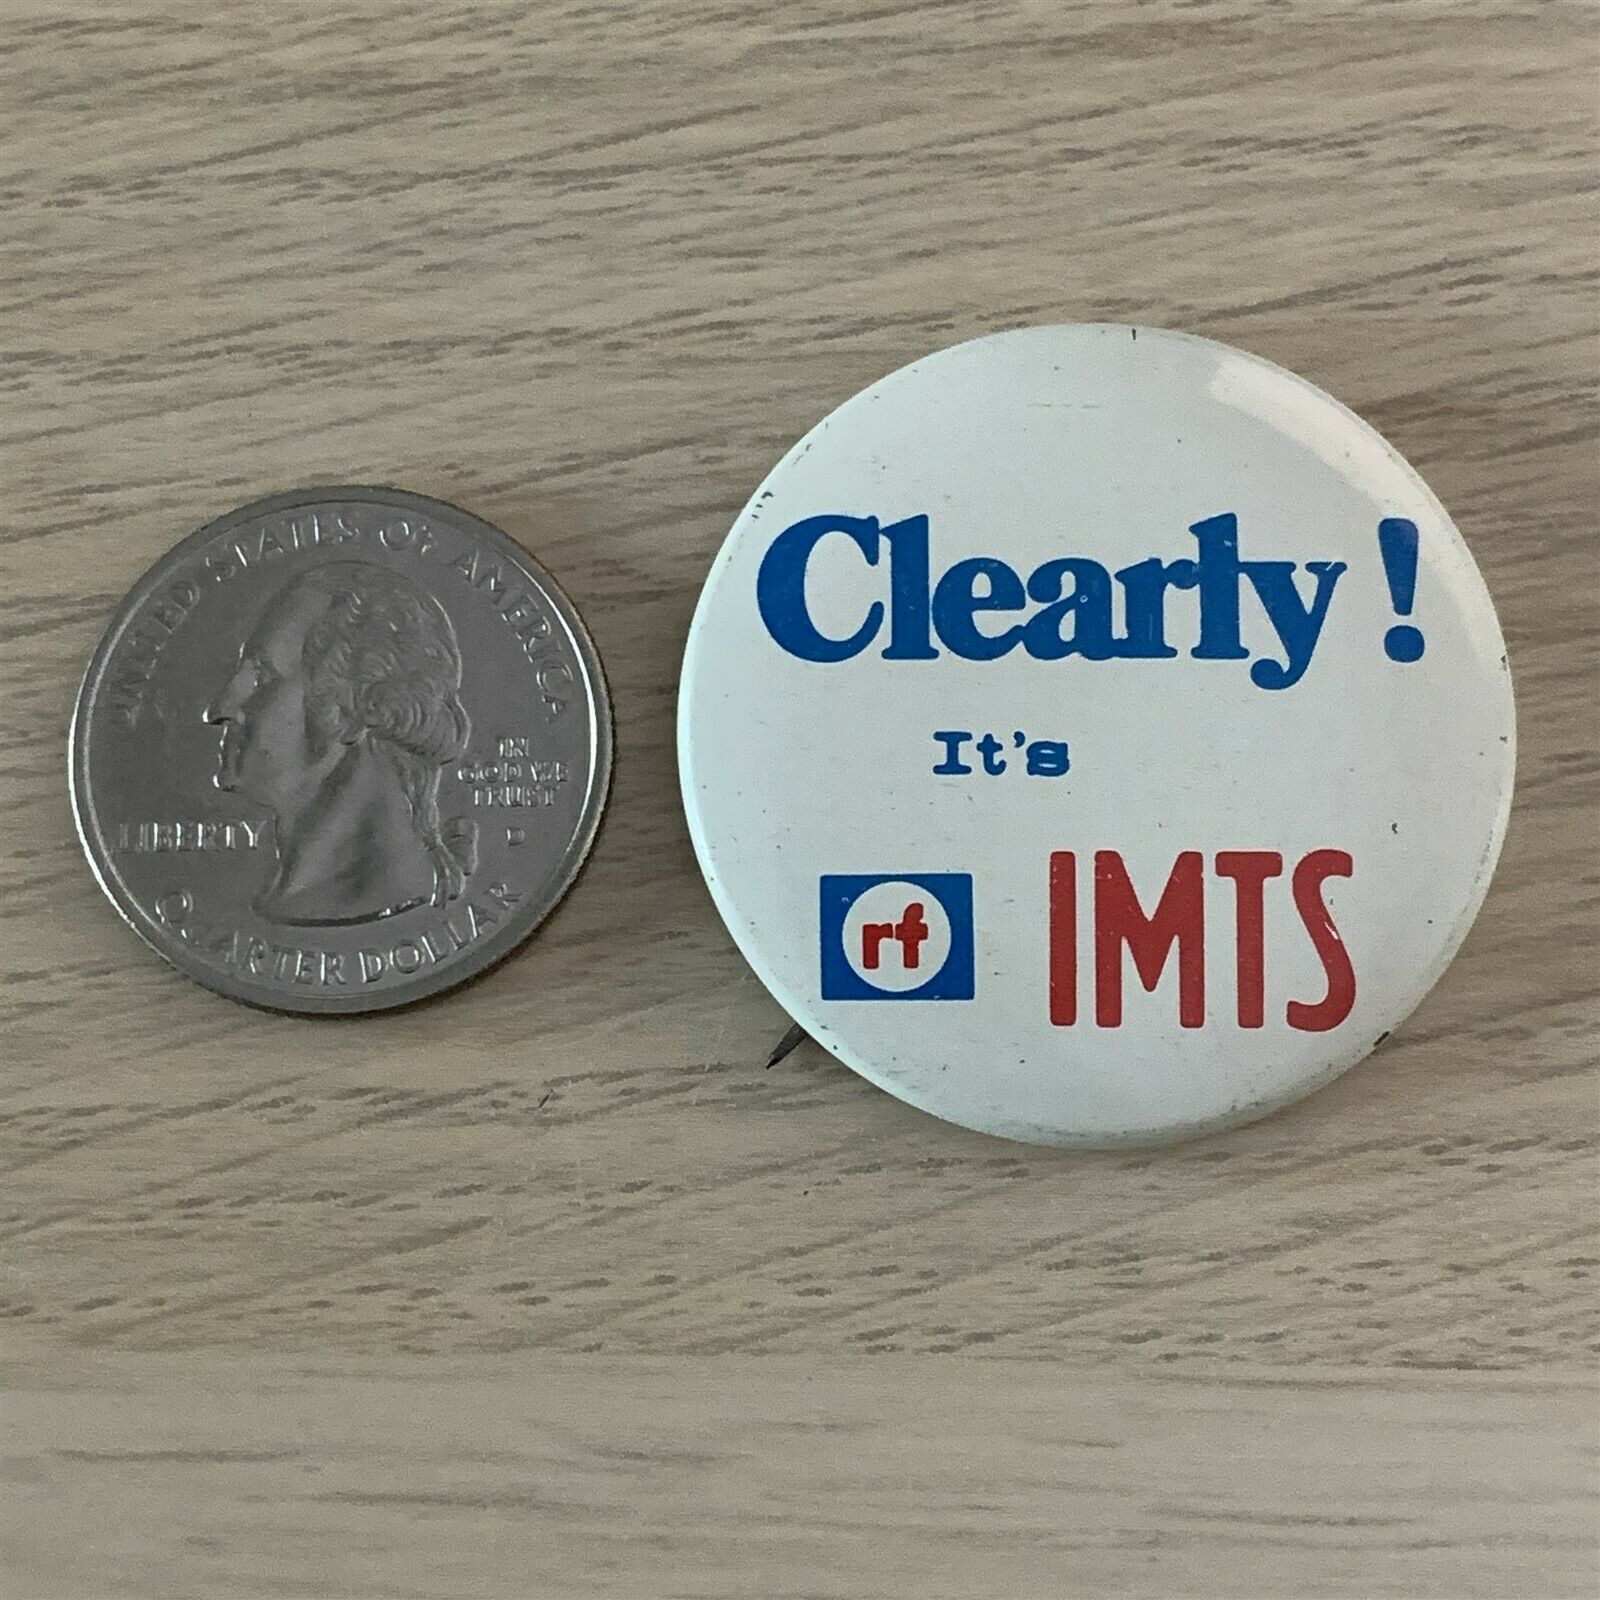 UNITED STATES OF AMERICA
IN
GOD WE
TRUST
LIBERTY
D
QUARTER DOLLAR
Clearly !
It's
rf IMTS